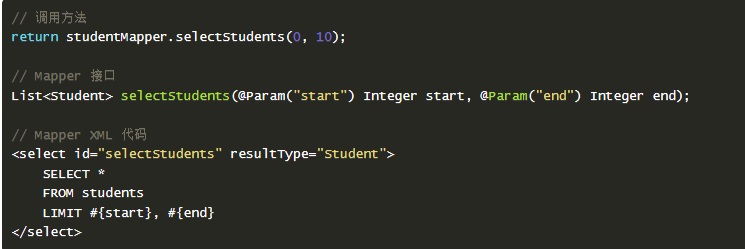 // 调用方法
return studentMapper.selectStudents(0, 10);
// Mapper 接口
List<Student> selectStudents(@Param("start") Integer start, @Param("end") Integer end);
// Mapper XML 代码
<select id="selectStudents" resultType="Student">
    SELECT *
    FROM students
    LIMIT #{start}, #{end}
</select>